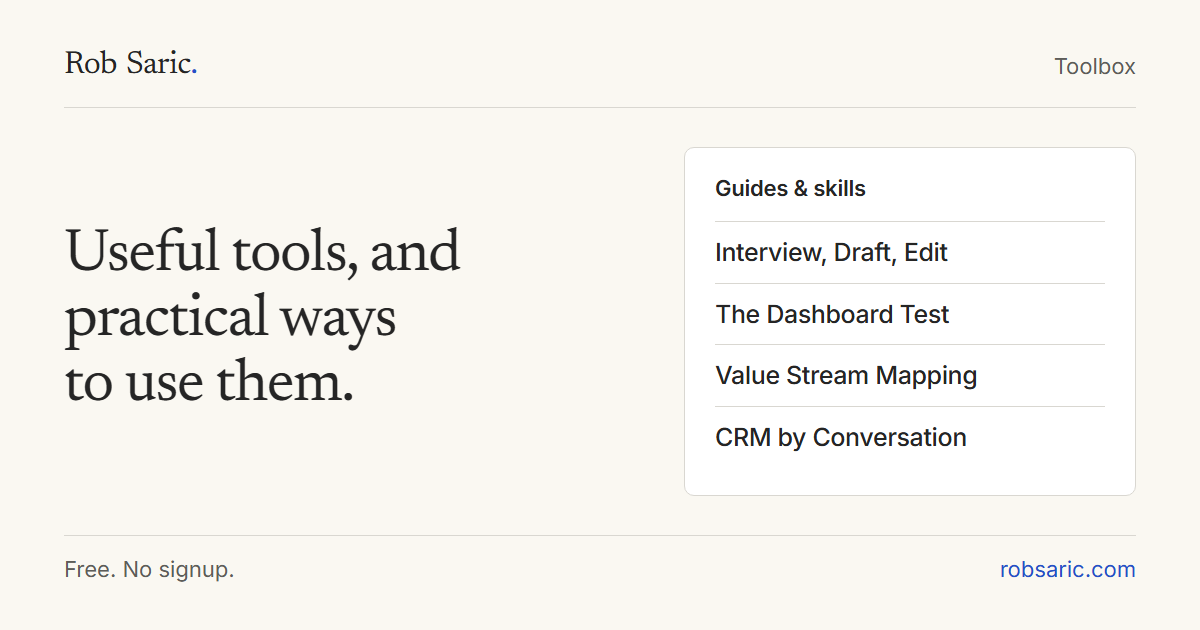 Rob Saric.
Toolbox
Useful tools, and
practical ways
to use them.
Guides & skills
Interview, Draft, Edit
The Dashboard Test
Value Stream Mapping
CRM by Conversation
Free. No signup.
robsaric.com